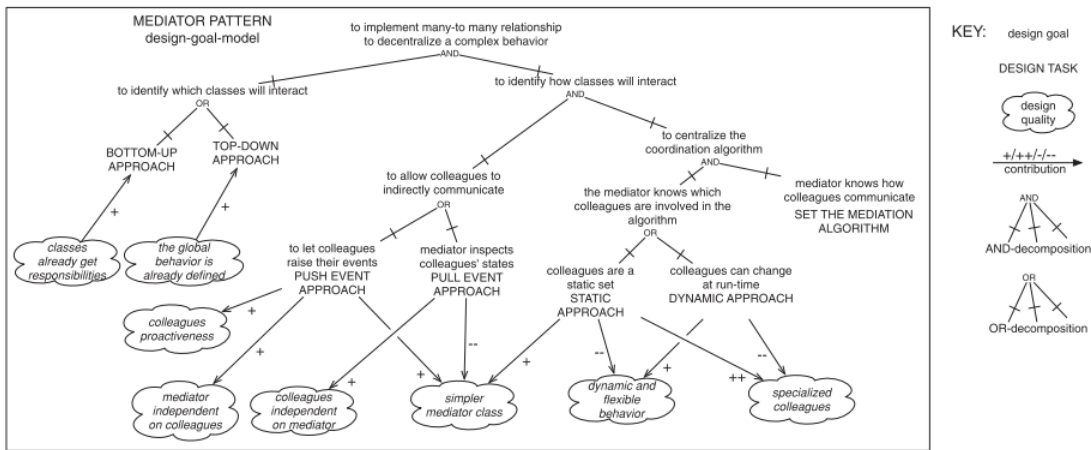 MEDIATOR PATTERN
design-goal-model
to implement many-to many relationship
to decentralize a complex behavior
AND
to identify which classes will interact
OR
to identify how classes will interact
AND
BOTTOM-UP
APPROACH
TOP-DOWN
APPROACH
to allow colleagues to
indirectly communicate
OR
to centralize the
coordination algorithm
AND
the mediator knows which
colleagues are involved in the
algorithm
OR
mediator knows how
colleagues communicate
SET THE MEDIATION
ALGORITHM
+
+
classes
already get
responsibilities
the global
behavior is
already defined
to let colleagues
raise their events
PUSH EVENT
APPROACH
mediator inspects
colleagues' states
PULL EVENT
APPROACH
colleagues are a
static set
STATIC
APPROACH
colleagues can change
at run-time
DYNAMIC APPROACH
+
colleagues
proactiveness
+
+
+
--
+
--
+
++
--
mediator
independent
on colleagues
colleagues
independent
on mediator
simpler
mediator class
dynamic and
flexible
behavior
specialized
colleagues
KEY:
design goal
DESIGN TASK
design
quality
+/++/-/--
contribution
AND
AND-decomposition
OR
OR-decomposition